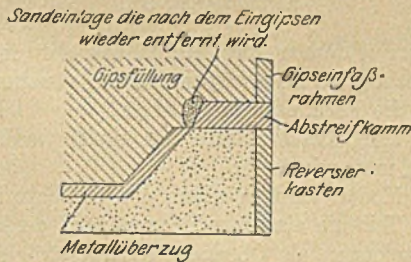 Sandeinlage die nach dem Eingipsen
wieder entfernt wird.
Gipsfüllung
Gipseinfaß-
rahmen
Abstreifkamm
Reversier-
kasten
Metallüberzug